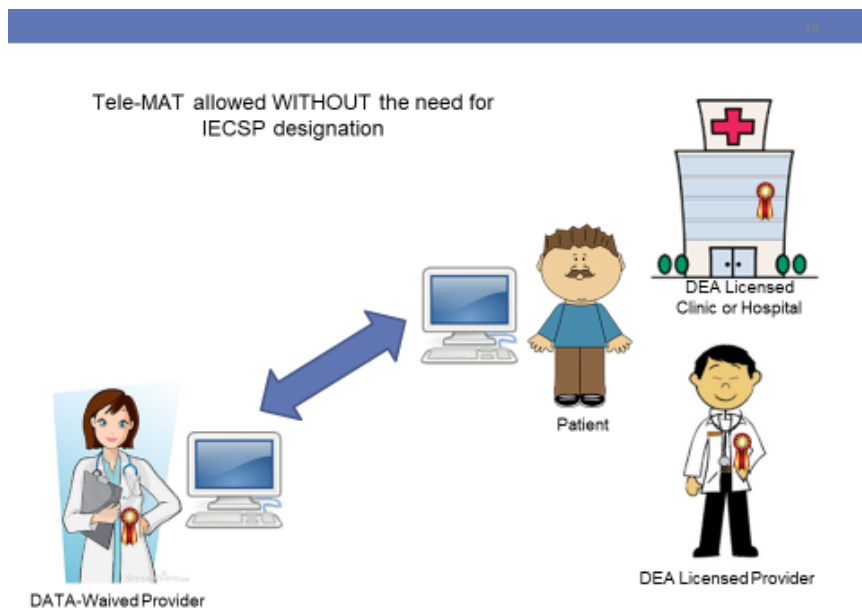 14
Tele-MAT allowed WITHOUT the need for
IECSP designation
DEA Licensed
Clinic or Hospital
Patient
DEA Licensed Provider
DATA-Waived Provider